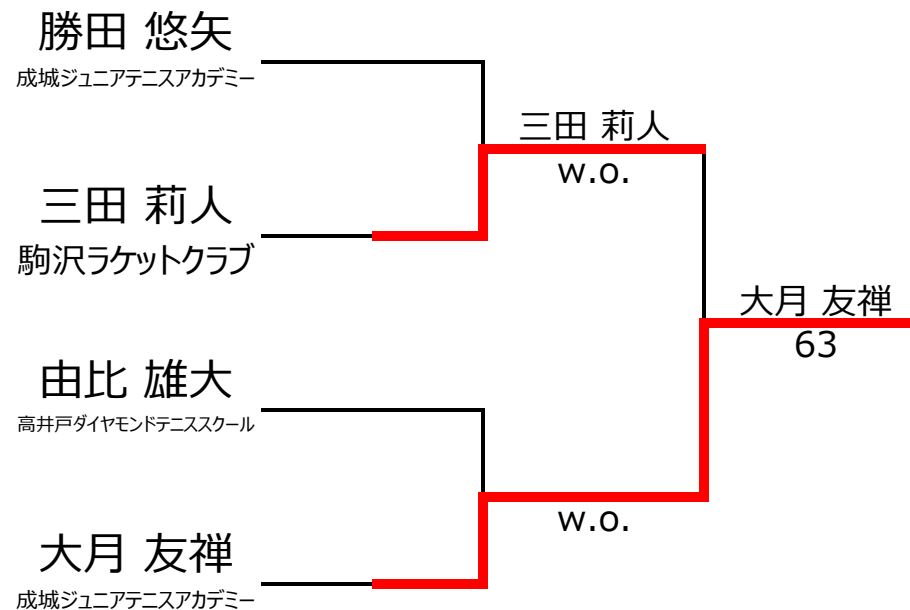 勝田 悠矢
成城ジュニアテニスアカデミー
三田 莉人
w.o.
三田 莉人
駒沢ラケットクラブ
大月 友禅
63
由比 雄大
高井戸ダイヤモンドテニススクール
w.o.
大月 友禅
成城ジュニアテニスアカデミー